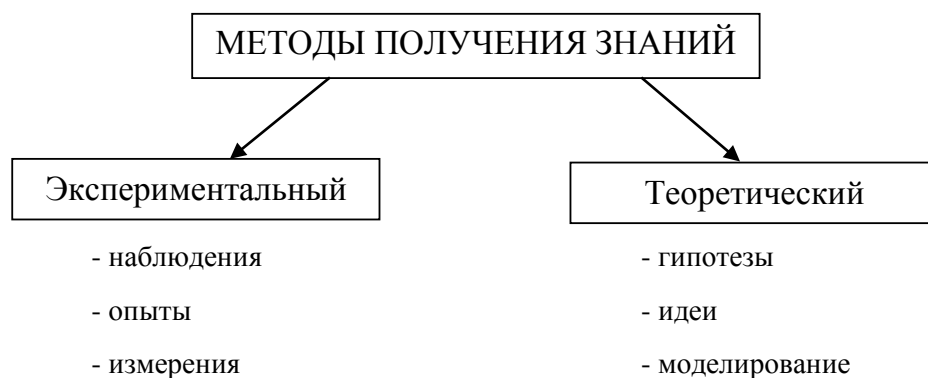 МЕТОДЫ ПОЛУЧЕНИЯ ЗНАНИЙ
Экспериментальный
- наблюдения
- опыты
- измерения
Теоретический
- гипотезы
- идеи
- моделирование